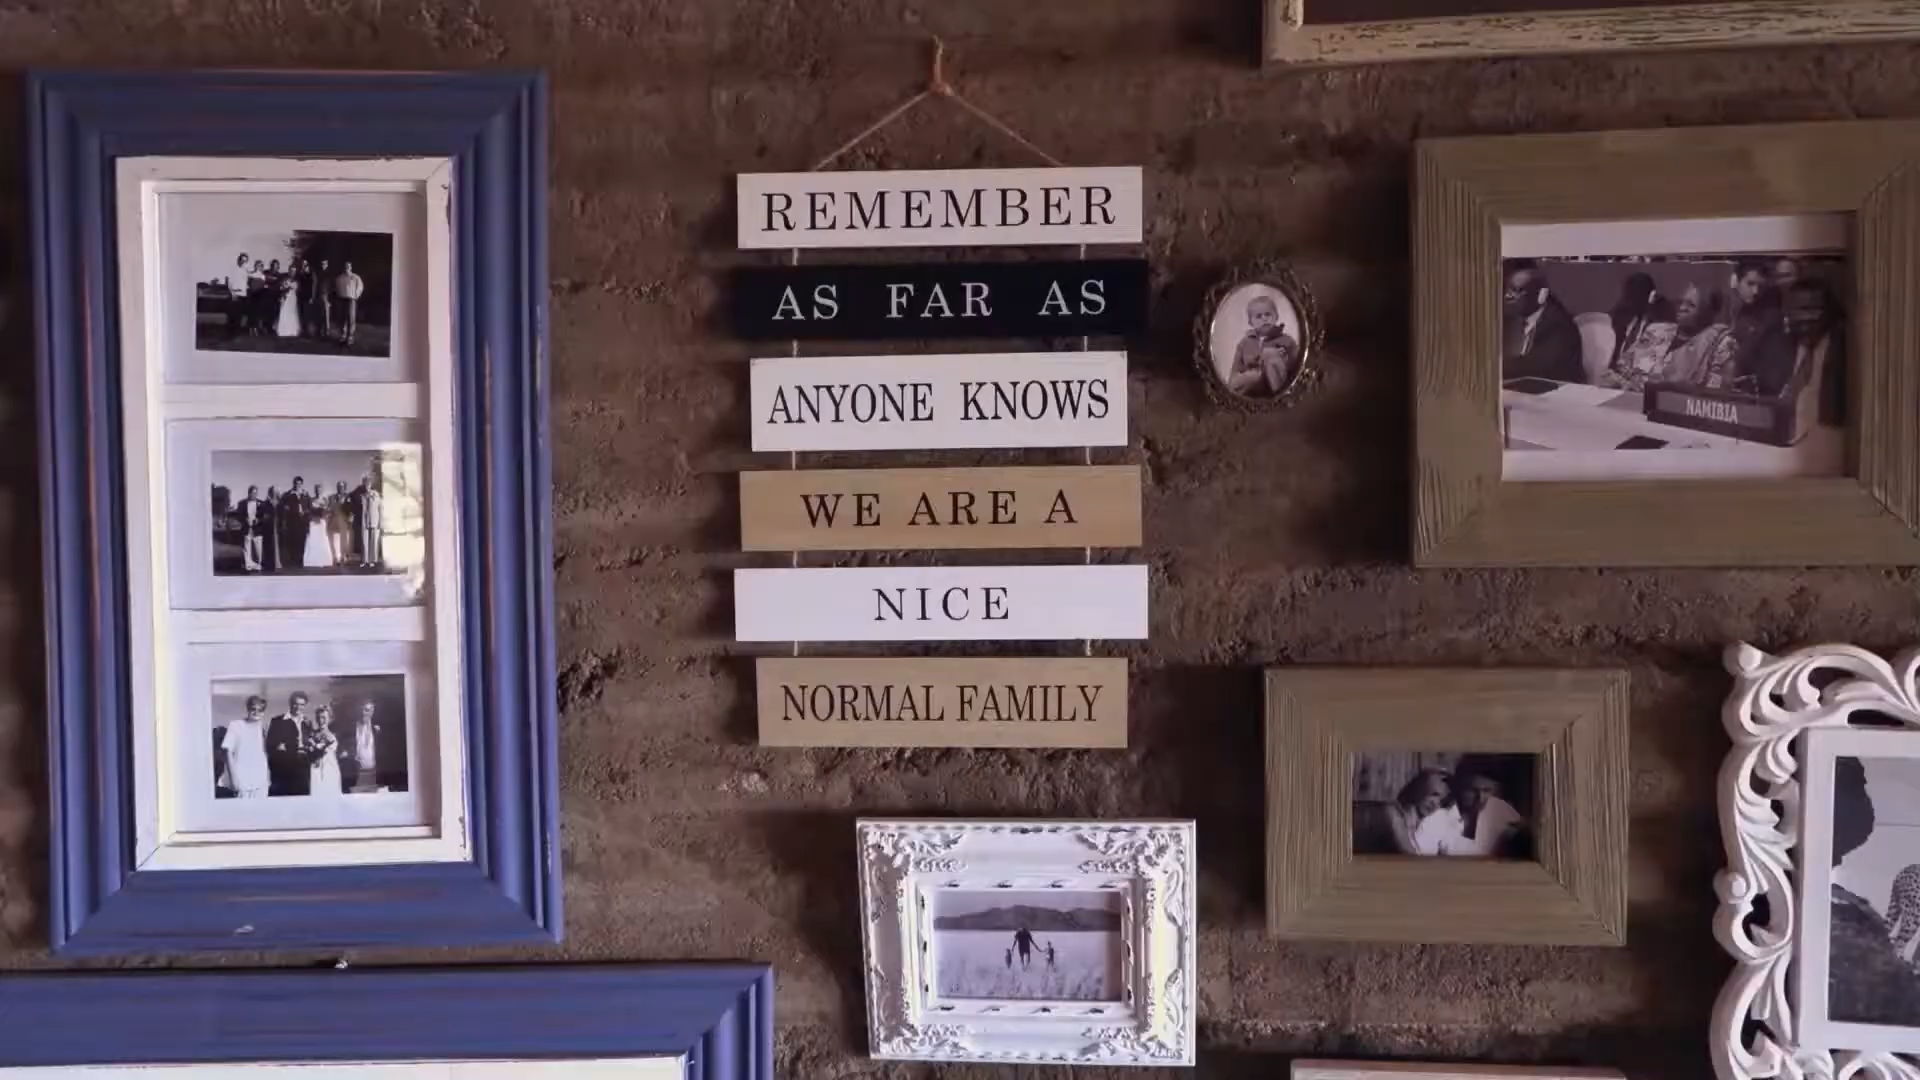 REMEMBER
AS FAR AS
ANYONE KNOWS
WE ARE A
NICE
NORMAL FAMILY
NAMIBIA